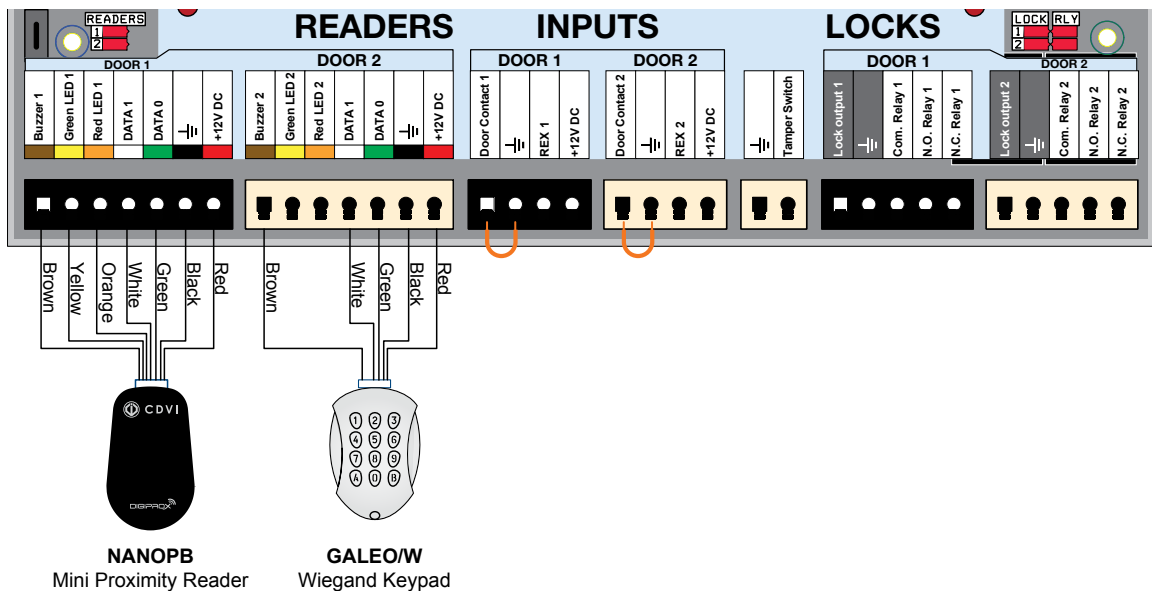 READERS
1
2
READERS
INPUTS
LOCKS
LOCK RLY
1
2
DOOR 1
DOOR 2
DOOR 1
DOOR 2
DOOR 1
DOOR 2
Buzzer 1
Green LED 1
Red LED 1
DATA 1
DATA 0
+12V DC
Buzzer 2
Green LED 2
Red LED 2
DATA 1
DATA 0
+12V DC
Door Contact 1
REX 1
+12V DC
Door Contact 2
REX 2
+12V DC
Tamper Switch
Lock output 1
Com. Relay 1
N.O. Relay 1
N.C. Relay 1
Lock output 2
Com. Relay 2
N.O. Relay 2
N.C. Relay 2
Brown
Yellow
Orange
White
Green
Black
Red
Brown
White
Green
Black
Red
CDVI
DIGIPROX
1 2 3
4 5 6
7 8 9
A 0 B
NANOPB
Mini Proximity Reader
GALEO/W
Wiegand Keypad